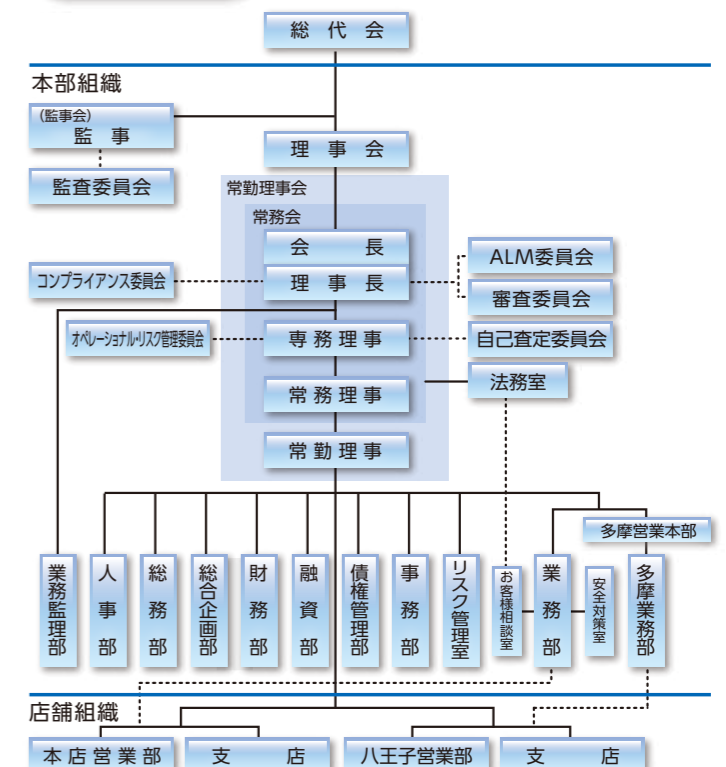 総代会
本部組織
(監事会)
監事
監査委員会
理事会
常勤理事会
常務会
会長
理事長
コンプライアンス委員会
ALM委員会
審査委員会
オペレーショナル・リスク管理委員会
専務理事
自己査定委員会
常務理事
法務室
常勤理事
多摩営業本部
業務監理部
人事部
総務部
総合企画部
財務部
融資部
債権管理部
事務部
リスク管理室
お客様相談室
業務部
安全対策室
多摩業務部
店舗組織
本店営業部
支店
八王子営業部
支店